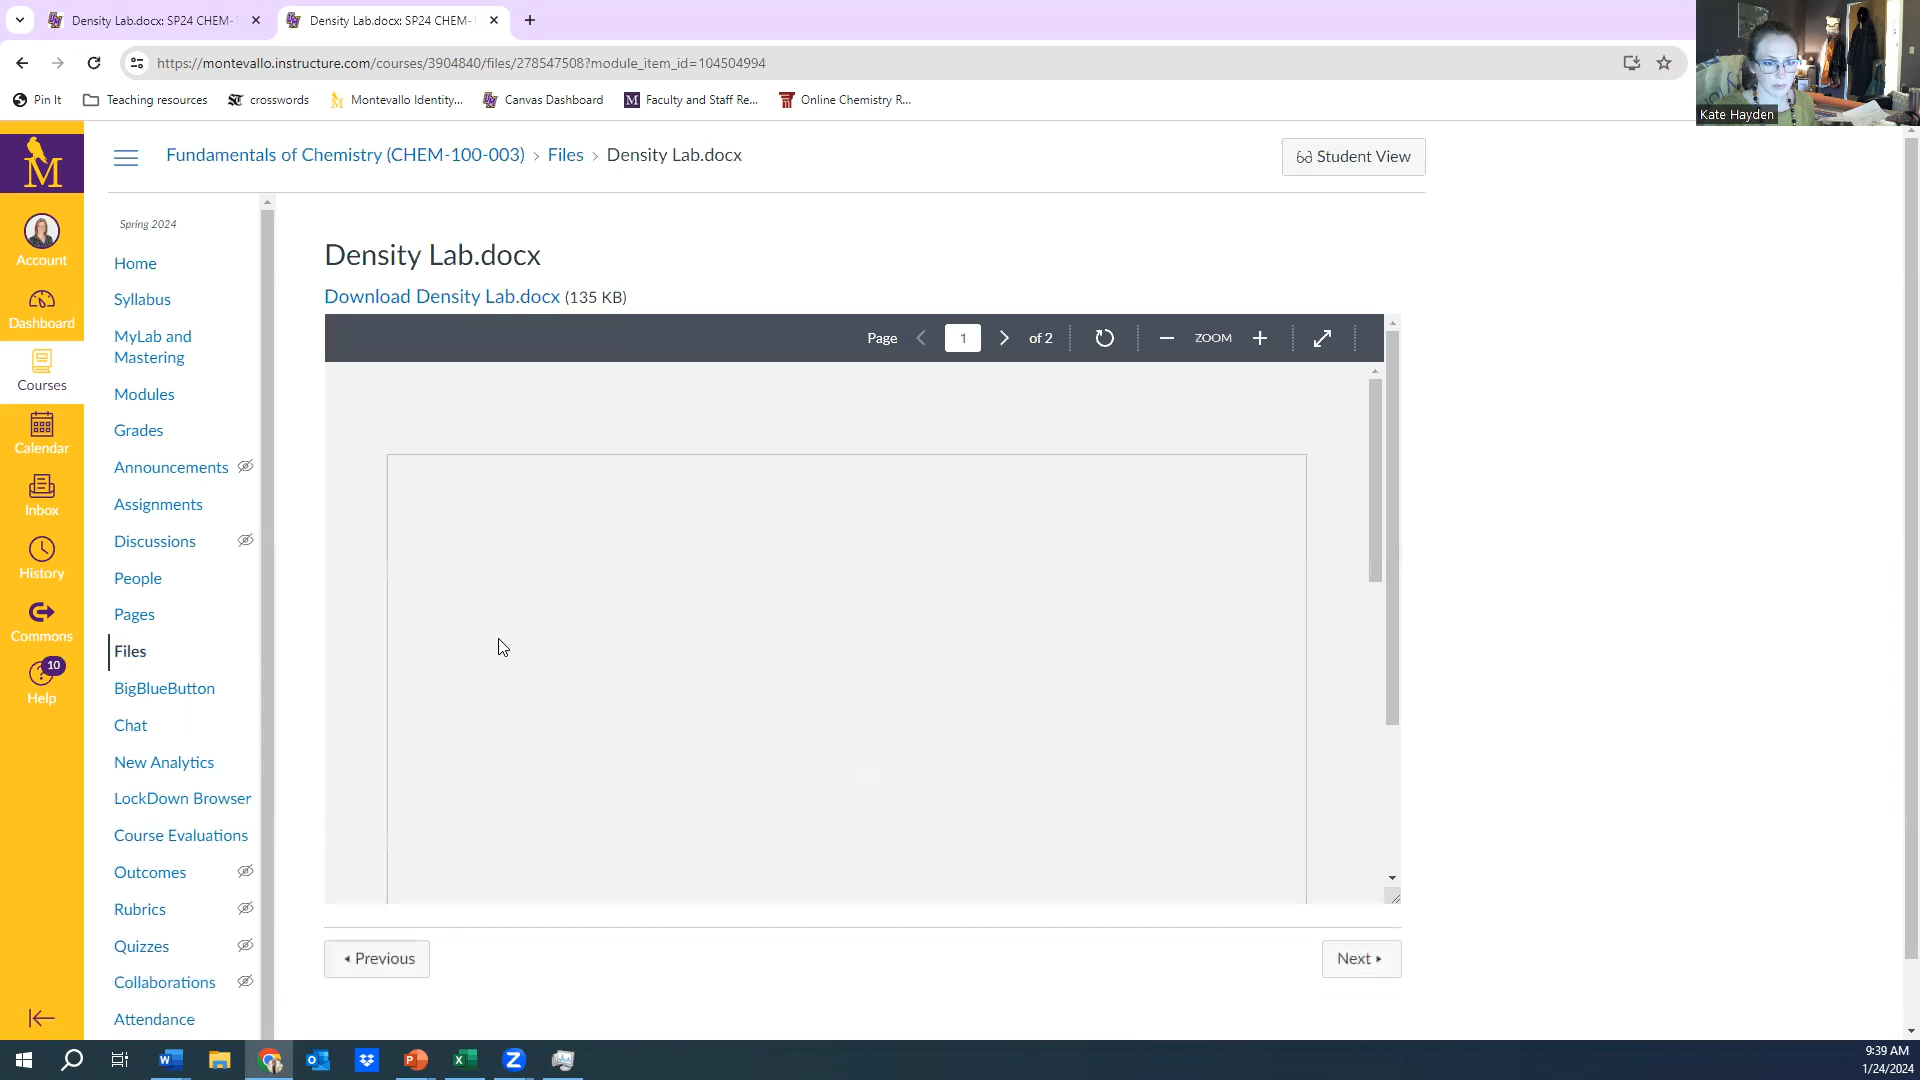 Density Lab.docx: SP24 CHEM-
Density Lab.docx: SP24 CHEM-
https://montevallo.instructure.com/courses/3904840/files/278547508?module_item_id=104504994
Pin It
Teaching resources
crosswords
Montevallo Identity...
Canvas Dashboard
Faculty and Staff Re...
Online Chemistry R...
Kate Hayden
M
Account
Dashboard
Courses
Calendar
Inbox
History
Commons
10
Help
Fundamentals of Chemistry (CHEM-100-003) › Files › Density Lab.docx
Student View
Spring 2024
Home
Syllabus
MyLab and
Mastering
Modules
Grades
Announcements
Assignments
Discussions
People
Pages
Files
BigBlueButton
Chat
New Analytics
LockDown Browser
Course Evaluations
Outcomes
Rubrics
Quizzes
Collaborations
Attendance
Density Lab.docx
Download Density Lab.docx (135 KB)
Page 1 of 2 ZOOM
Previous
Next
9:39 AM
1/24/2024